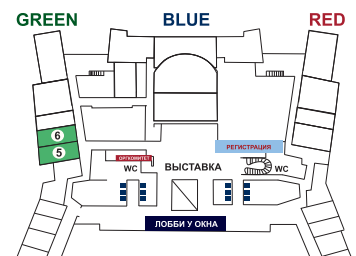 GREEN BLUE RED
6
5
РЕГИСТРАЦИЯ
ОРГКОМИТЕТ
WC ВЫСТАВКА WC
ЛОББИ У ОКНА